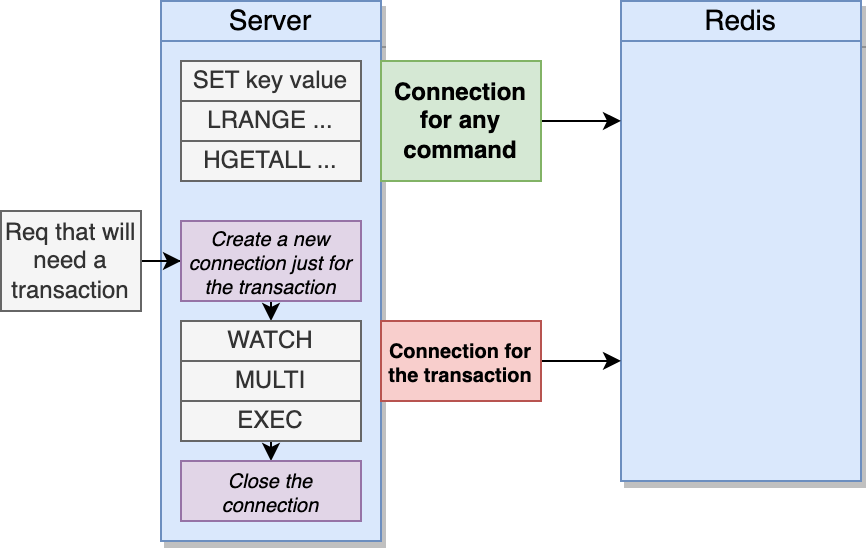 Server
Redis
SET key value
LRANGE ...
HGETALL ...
Connection
for any
command
Req that will
need a
transaction
Create a new
connection just for
the transaction
WATCH
MULTI
EXEC
Connection for
the transaction
Close the
connection